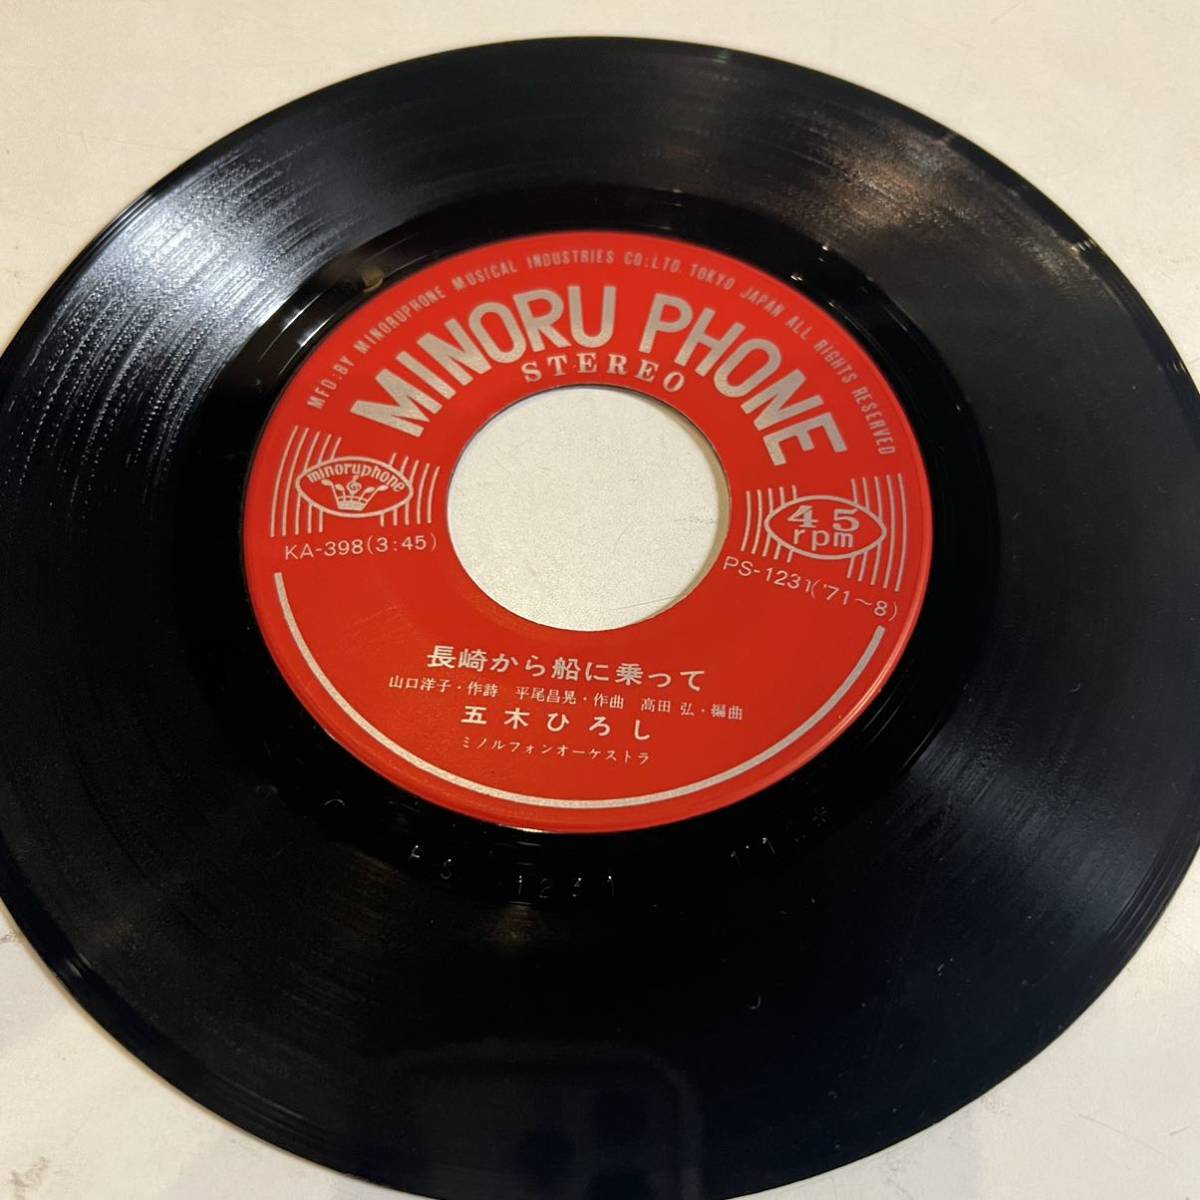 MFD:BY MINORUPHONE MUSICAL INDUSTRIES CO:LTD TOKYO JAPAN ALL RIGHTS RESERVED
MINORU PHONE
STEREO
minoruphone
45
rpm
KA-398(3:45)
PS-1231('71~8)
長崎から船に乗って
山口洋子・作詩 平尾昌晃・作曲 高田 弘・編曲
五木ひろし
ミノルフォンオーケストラ